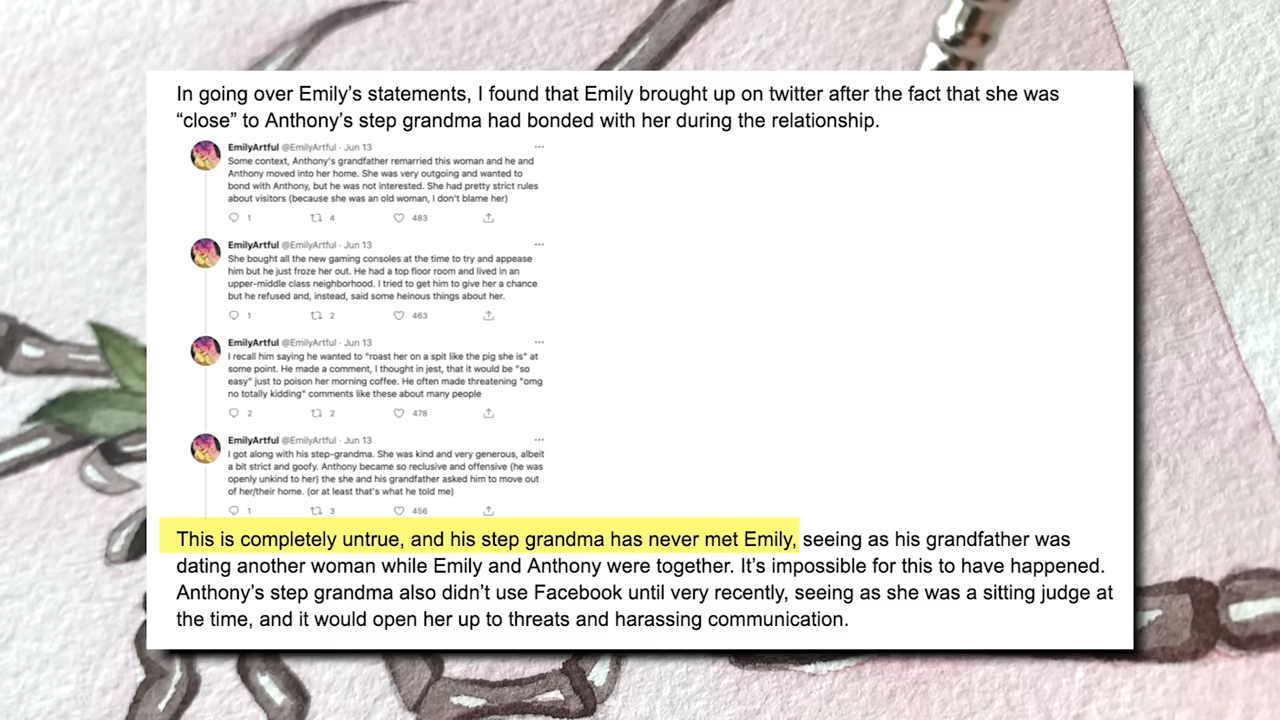 In going over Emily’s statements, I found that Emily brought up on twitter after the fact that she was
“close” to Anthony’s step grandma had bonded with her during the relationship.
EmilyArtful @EmilyArtful · Jun 13
Some context, Anthony's grandfather remarried this woman and he and
Anthony moved into her home. She was very outgoing and wanted to
bond with Anthony, but he was not interested. She had pretty strict rules
about visitors (because she was an old woman, I don't blame her)
1 4 483
EmilyArtful @EmilyArtful · Jun 13
She bought all the new gaming consoles at the time to try and appease
him but he just froze her out. He had a top floor room and lived in an
upper-middle class neighborhood. I tried to get him to give her a chance
but he refused and, instead, said some heinous things about her.
1 2 463
EmilyArtful @EmilyArtful · Jun 13
I recall him saying he wanted to "roast her on a spit like the pig she is" at
some point. He made a comment, I thought in jest, that it would be "so
easy" just to poison her morning coffee. He often made threatening "omg
no totally kidding" comments like these about many people
2 2 478
EmilyArtful @EmilyArtful · Jun 13
I got along with his step-grandma. She was kind and very generous, albeit
a bit strict and goofy. Anthony became so reclusive and offensive (he was
openly unkind to her) the she and his grandfather asked him to move out
of her/their home. (or at least that's what he told me)
1 3 456
This is completely untrue, and his step grandma has never met Emily, seeing as his grandfather was
dating another woman while Emily and Anthony were together. It’s impossible for this to have happened.
Anthony’s step grandma also didn’t use Facebook until very recently, seeing as she was a sitting judge at
the time, and it would open her up to threats and harassing communication.